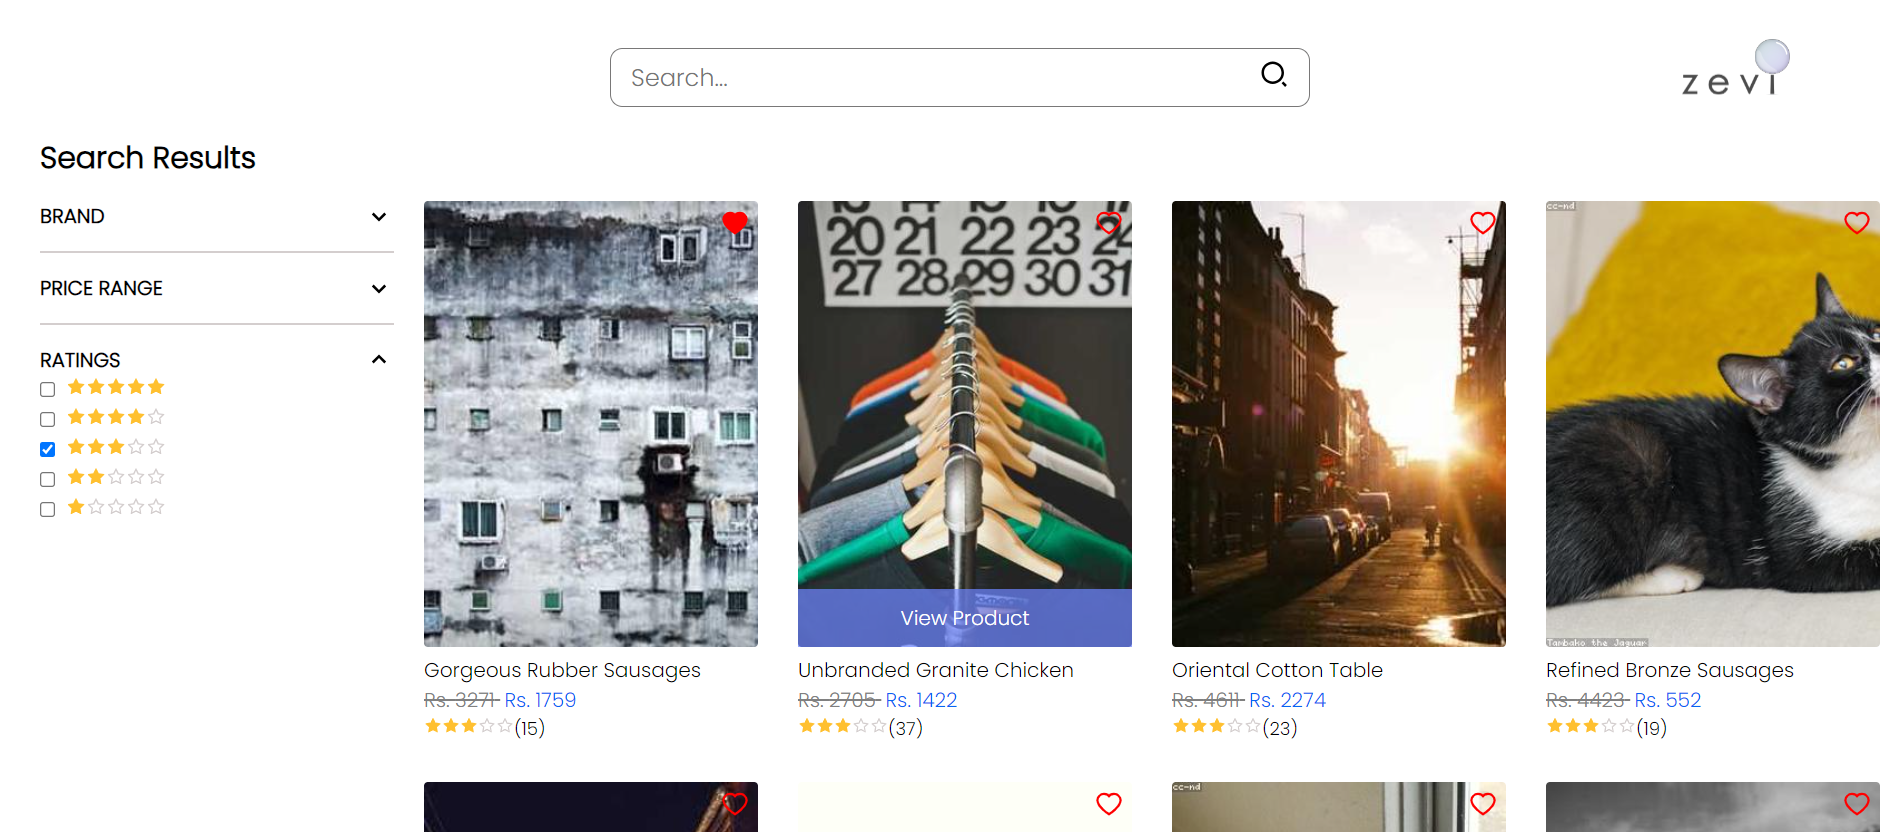 Search...
zevi
Search Results
BRAND
PRICE RANGE
RATINGS
20 21 22 23 24
27 28 29 30 31
cc-nd
View Product
Tambako the Jaguar
Gorgeous Rubber Sausages
Rs. 3271 Rs. 1759
(15)
Unbranded Granite Chicken
Rs. 2705 Rs. 1422
(37)
Oriental Cotton Table
Rs. 4611 Rs. 2274
(23)
Refined Bronze Sausages
Rs. 4423 Rs. 552
(19)
cc-nd